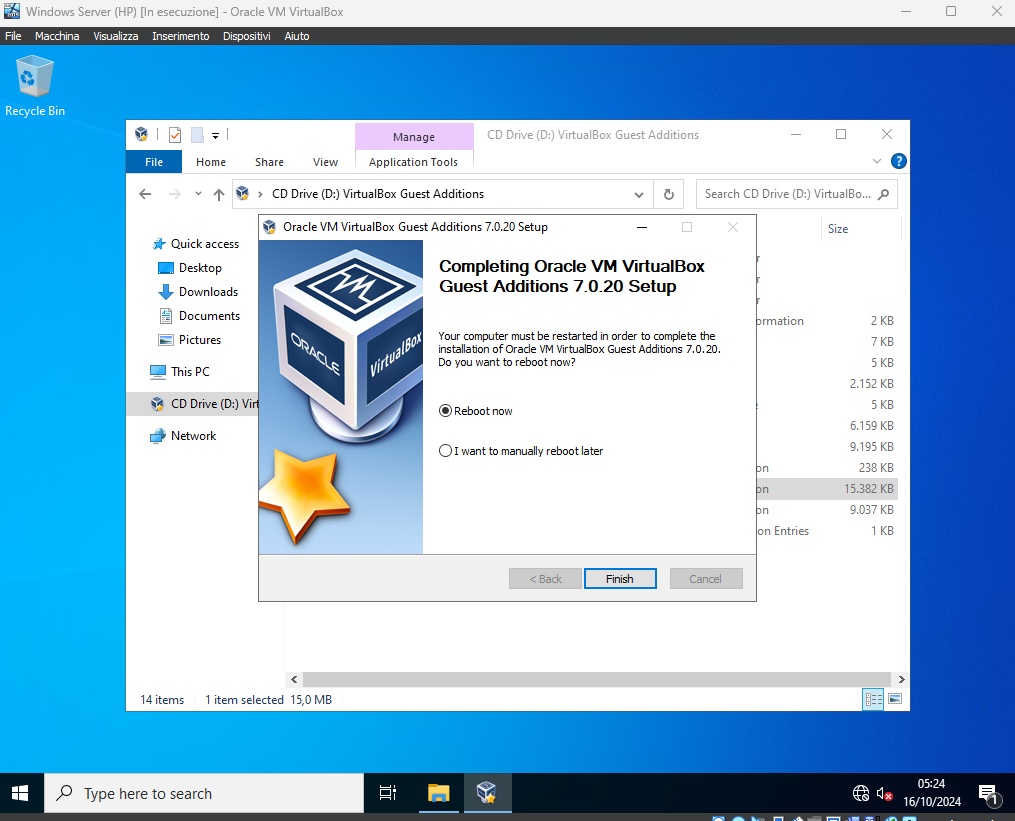 Windows Server (HP) [In esecuzione] - Oracle VM VirtualBox
File Macchina Visualizza Inserimento Dispositivi Aiuto
Recycle Bin
Manage
CD Drive (D:) VirtualBox Guest Additions
File Home Share View Application Tools
CD Drive (D:) VirtualBox Guest Additions
Search CD Drive (D:) VirtualBo...
Size
Quick access
Desktop
Downloads
Documents
Pictures
This PC
CD Drive (D:) Virt
Network
Oracle VM VirtualBox Guest Additions 7.0.20 Setup
ORACLE
VM
VirtualBox
Completing Oracle VM VirtualBox
Guest Additions 7.0.20 Setup
Your computer must be restarted in order to complete the
installation of Oracle VM VirtualBox Guest Additions 7.0.20.
Do you want to reboot now?
Reboot now
I want to manually reboot later
< Back Finish Cancel
r
r
r
ormation 2 KB
7 KB
5 KB
2.152 KB
5 KB
6.159 KB
9.195 KB
on 238 KB
on 15.382 KB
on 9.037 KB
on Entries 1 KB
14 items 1 item selected 15,0 MB
Type here to search
05:24
16/10/2024
1